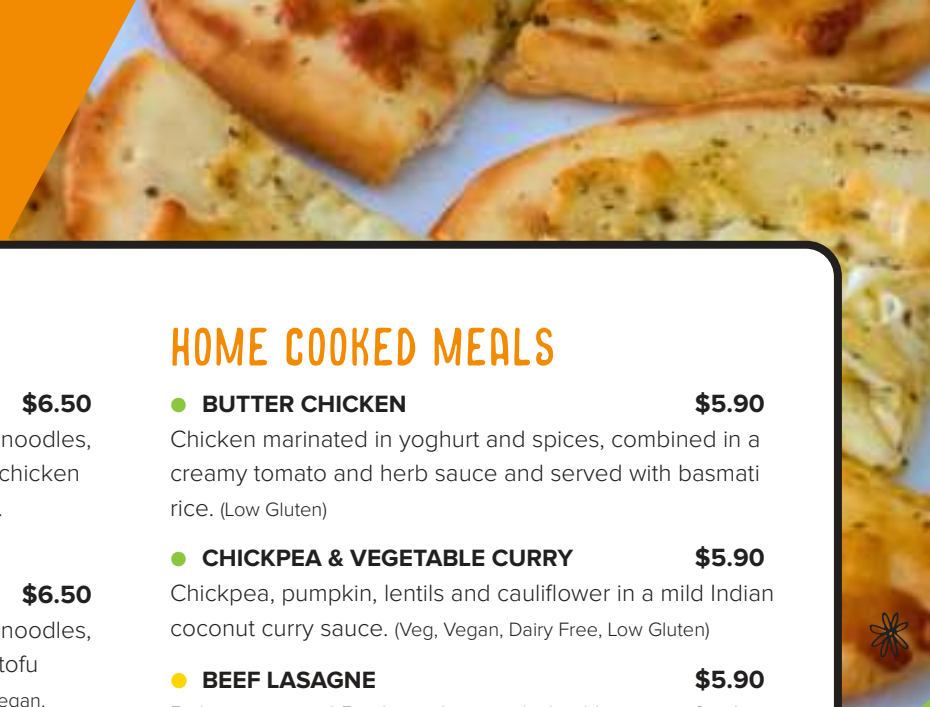 $6.50
noodles,
chicken
.
$6.50
noodles,
tofu
HOME COOKED MEALS
BUTTER CHICKEN $5.90
Chicken marinated in yoghurt and spices, combined in a
creamy tomato and herb sauce and served with basmati
rice. (Low Gluten)
CHICKPEA & VEGETABLE CURRY $5.90
Chickpea, pumpkin, lentils and cauliflower in a mild Indian
coconut curry sauce. (Veg, Vegan, Dairy Free, Low Gluten)
BEEF LASAGNE $5.90